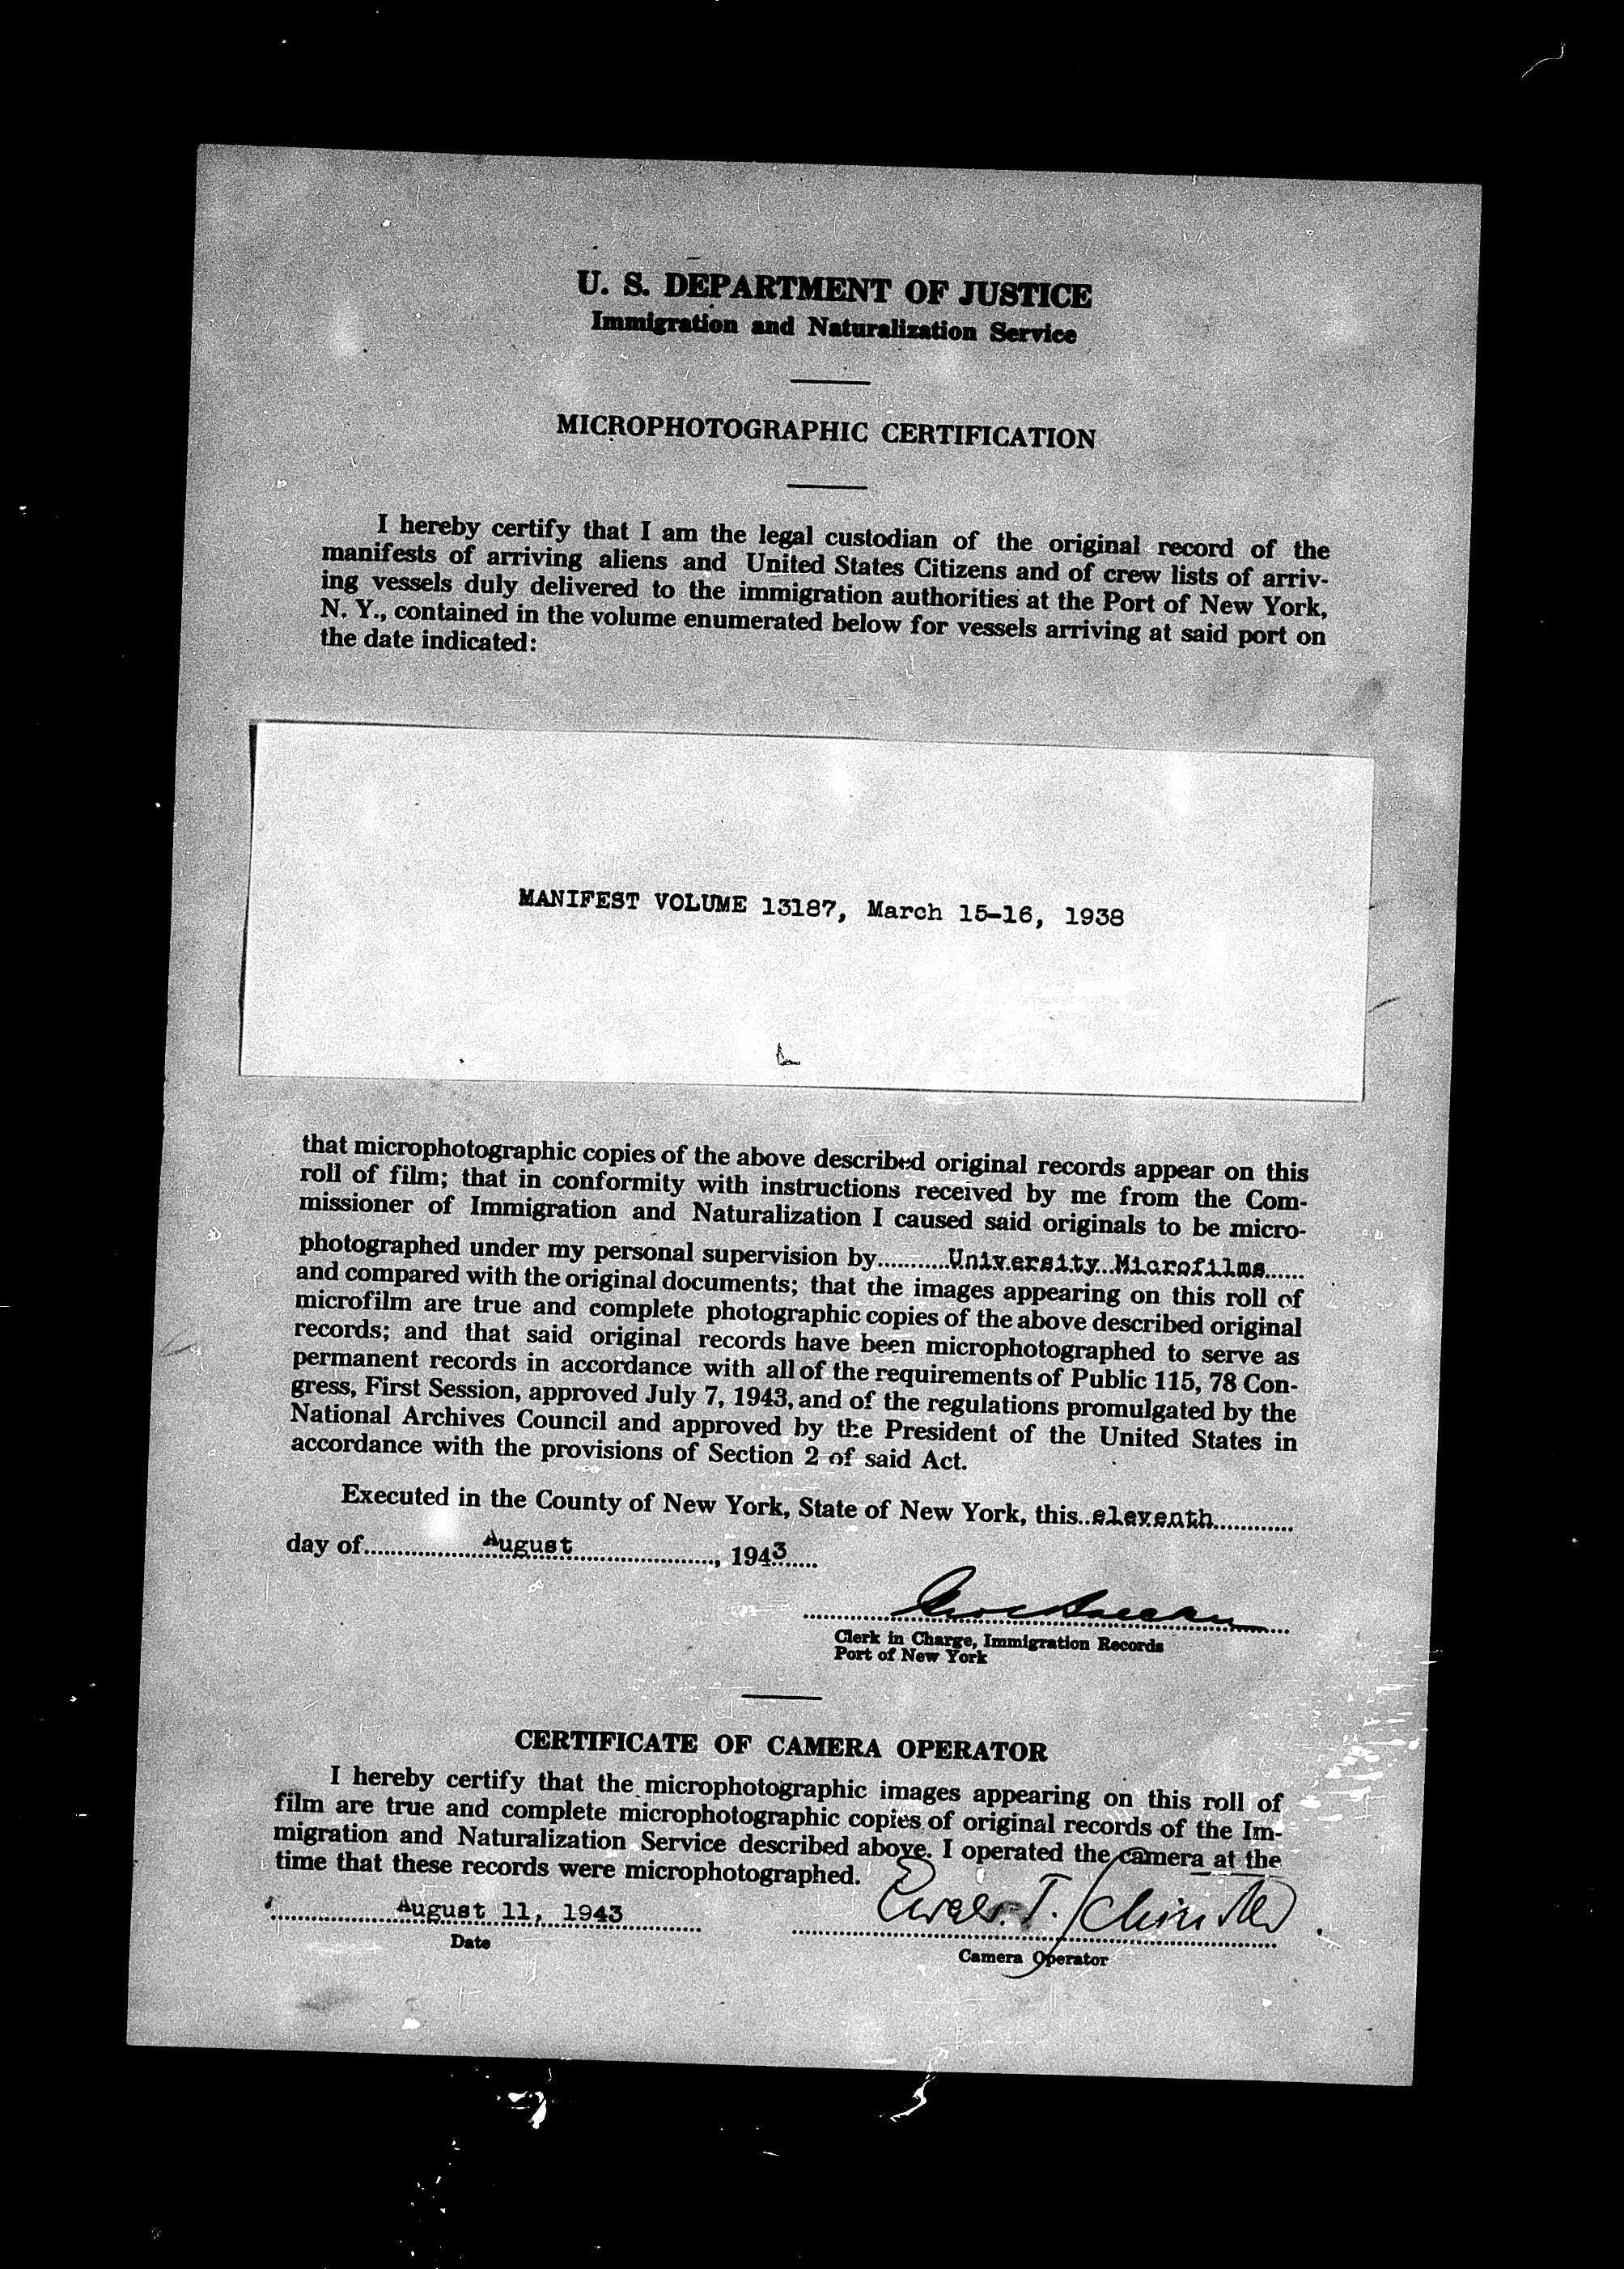 U. S. DEPARTMENT OF JUSTICE
Immigration and Naturalization Service
MICROPHOTOGRAPHIC CERTIFICATION
I hereby certify that I am the legal custodian of the original record of the
manifests of arriving aliens and United States Citizens and of crew lists of arriv-
ing vessels duly delivered to the immigration authorities at the Port of New York,
N. Y., contained in the volume enumerated below for vessels arriving at said port on
the date indicated:
MANIFEST VOLUME 13187, March 15-16, 1938
that microphotographic copies of the above described original records appear on this
roll of film; that in conformity with instructions received by me from the Com-
missioner of Immigration and Naturalization I caused said originals to be micro-
photographed under my personal supervision by...........University Microfilms......
and compared with the original documents; that the images appearing on this roll of
microfilm are true and complete photographic copies of the above described original
records; and that said original records have been microphotographed to serve as
permanent records in accordance with all of the requirements of Public 115, 78 Con-
gress, First Session, approved July 7, 1943, and of the regulations promulgated by the
National Archives Council and approved by the President of the United States in
accordance with the provisions of Section 2 of said Act.
Executed in the County of New York, State of New York, this..eleventh............
day of.................August......................, 1943......
Clerk in Charge, Immigration Records
Port of New York
CERTIFICATE OF CAMERA OPERATOR
I hereby certify that the microphotographic images appearing on this roll of
film are true and complete microphotographic copies of original records of the Im-
migration and Naturalization Service described above. I operated the camera at the
time that these records were microphotographed.
August 11, 1943
T.
Date
Camera Operator